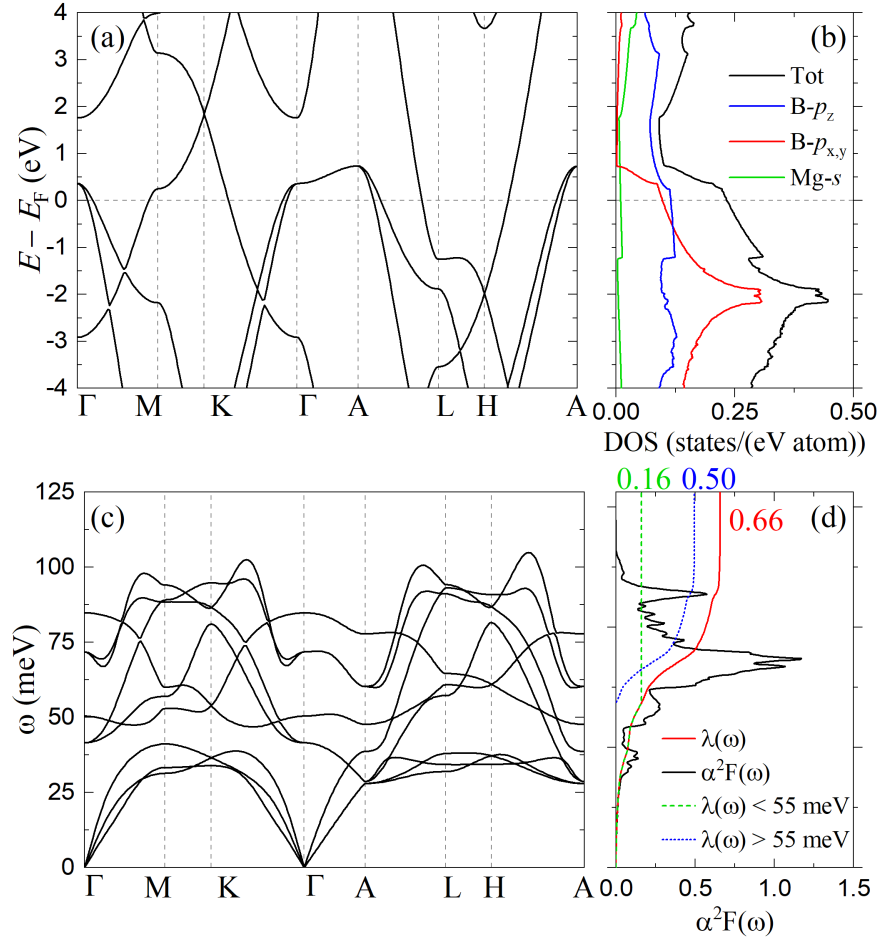 (a)
4
3
2
1
0
-1
-2
-3
-4
E − E_F (eV)
Γ M K Γ A L H A
(b)
Tot
B-p_z
B-p_x,y
Mg-s
0.00 0.25 0.50
DOS (states/(eV atom))
(c)
125
100
75
50
25
0
ω (meV)
Γ M K Γ A L H A
0.16 0.50
0.66
(d)
λ(ω)
α²F(ω)
λ(ω) < 55 meV
λ(ω) > 55 meV
0.0 0.5 1.0 1.5
α²F(ω)